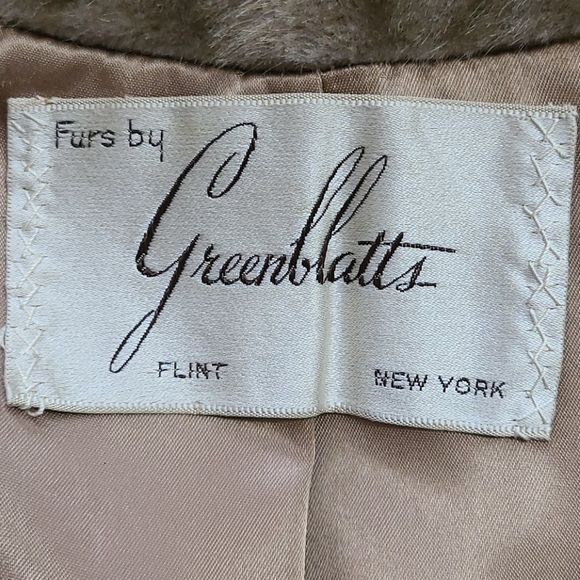 Furs by
Greenblatts
FLINT NEW YORK